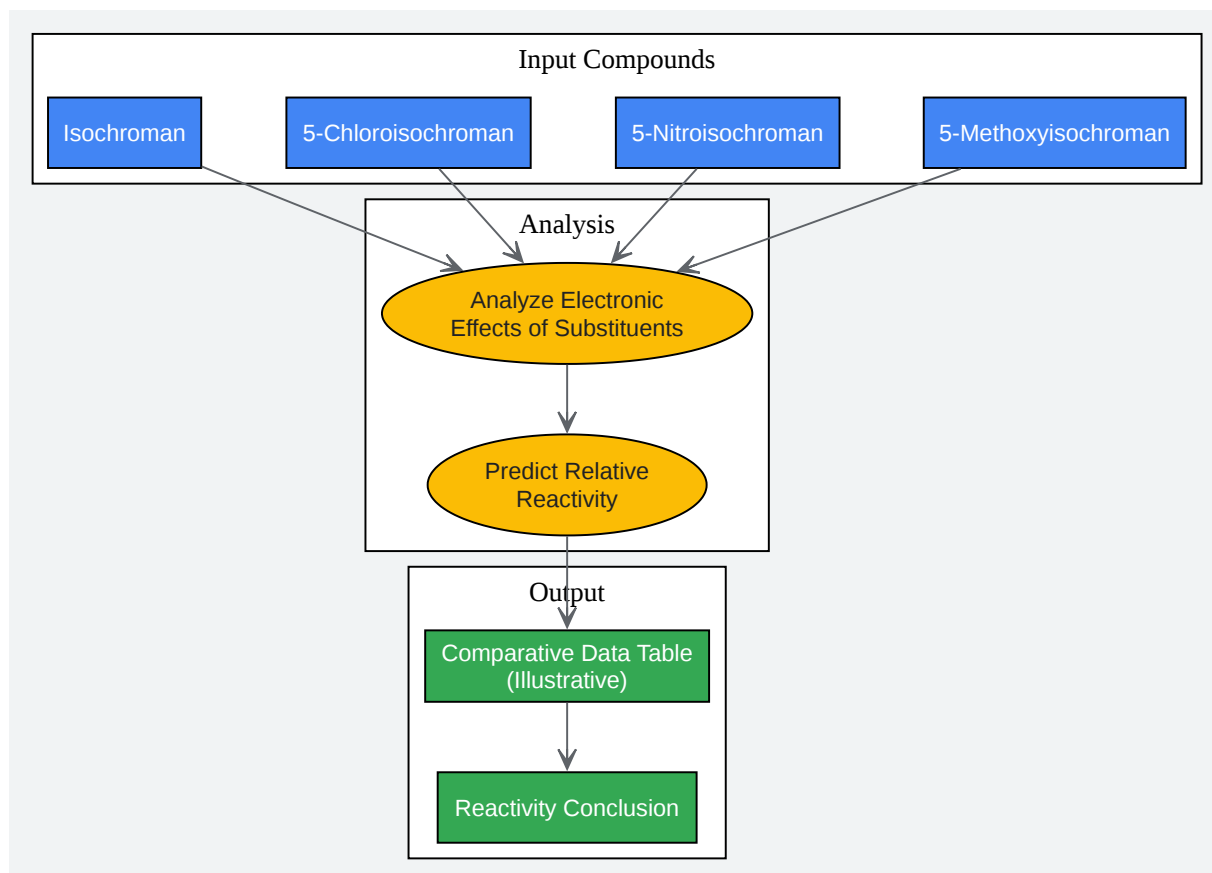 Input Compounds
Isochroman
5-Chloroisochroman
5-Nitroisochroman
5-Methoxyisochroman
Analysis
Analyze Electronic
Effects of Substituents
Predict Relative
Reactivity
Output
Comparative Data Table
(Illustrative)
Reactivity Conclusion